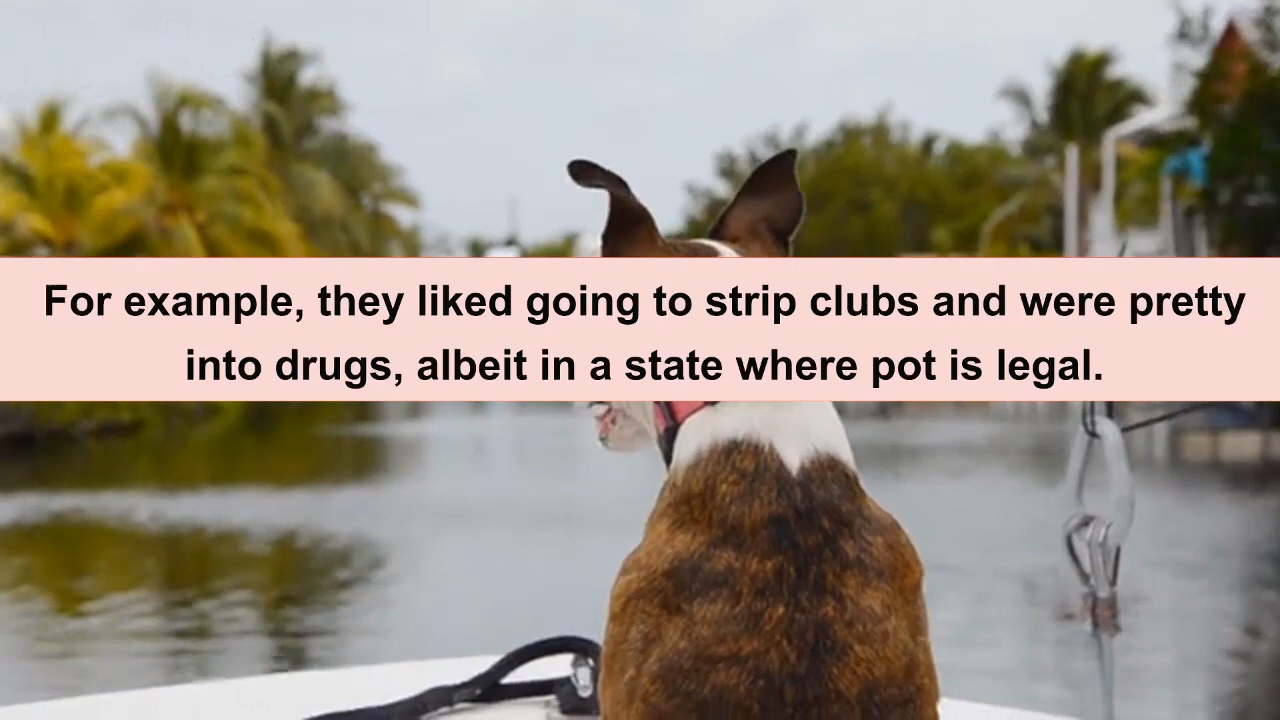 For example, they liked going to strip clubs and were pretty
into drugs, albeit in a state where pot is legal.